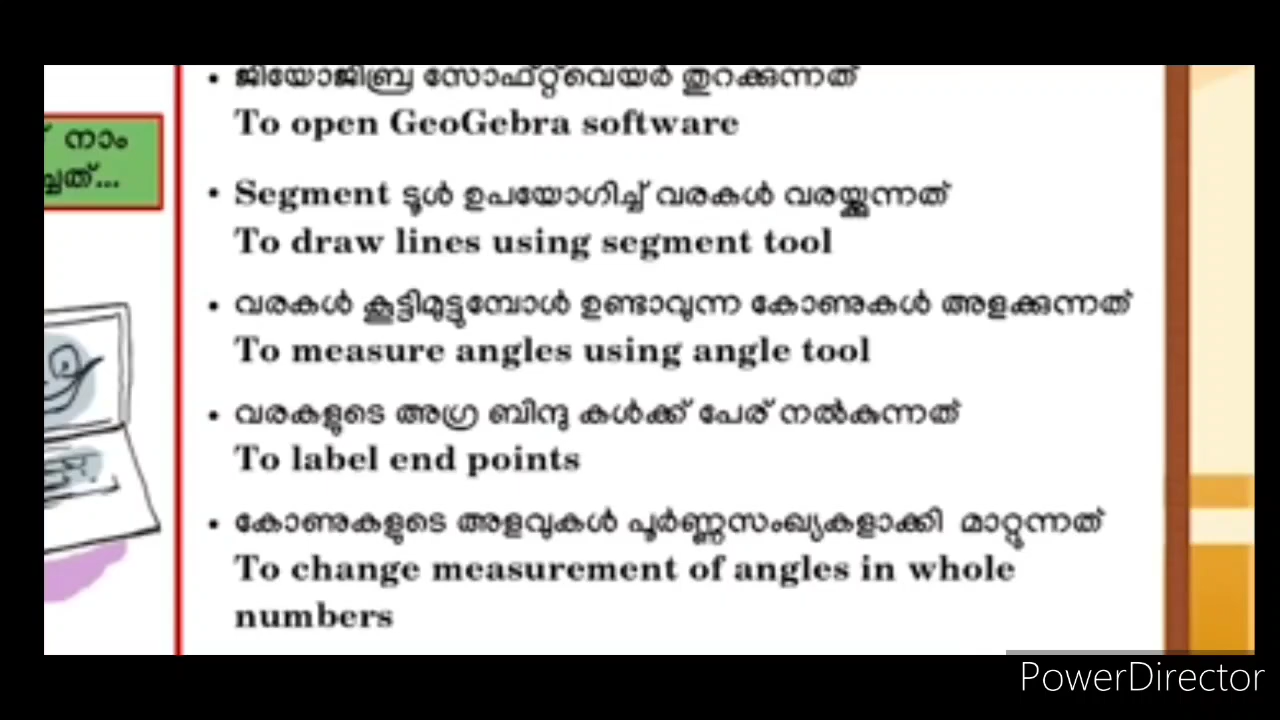 നാം
• ജിയോജിബ്ര സോഫ്റ്റ്‌വെയർ തുറക്കുന്നത്
To open GeoGebra software
• Segment ടൂൾ ഉപയോഗിച്ച് വരകൾ വരയ്ക്കുന്നത്
To draw lines using segment tool
• വരകൾ കൂട്ടിമുട്ടുമ്പോൾ ഉണ്ടാവുന്ന കോണുകൾ അളക്കുന്നത്
To measure angles using angle tool
• വരകളുടെ അഗ്ര ബിന്ദു കൾക്ക് പേര് നൽകുന്നത്
To label end points
• കോണുകളുടെ അളവുകൾ പൂർണ്ണസംഖ്യകളാക്കി മാറ്റുന്നത്
To change measurement of angles in whole
numbers
PowerDirector